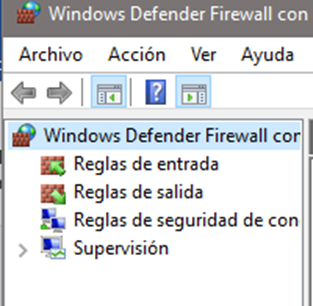 Windows Defender Firewall con
Archivo Acción Ver Ayuda
Windows Defender Firewall con
Reglas de entrada
Reglas de salida
Reglas de seguridad de con
Supervisión